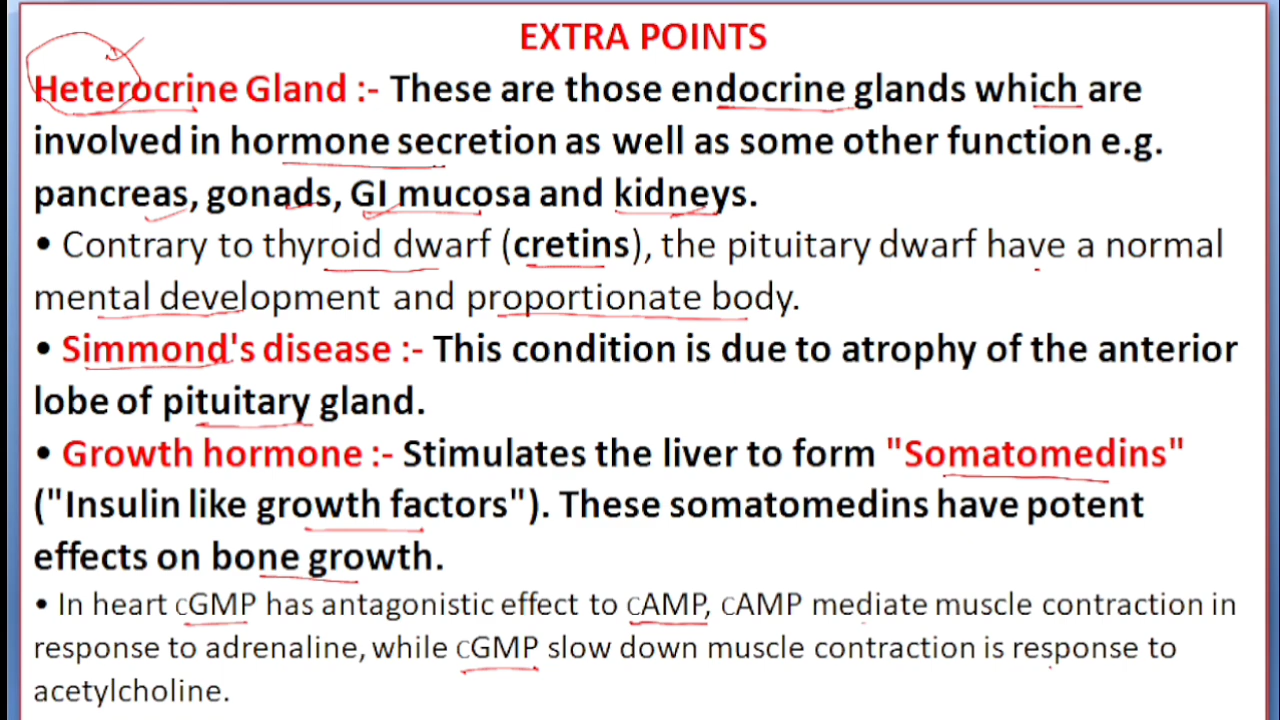 EXTRA POINTS
Heterocrine Gland :- These are those endocrine glands which are
involved in hormone secretion as well as some other function e.g.
pancreas, gonads, GI mucosa and kidneys.
• Contrary to thyroid dwarf (cretins), the pituitary dwarf have a normal
mental development and proportionate body.
• Simmond's disease :- This condition is due to atrophy of the anterior
lobe of pituitary gland.
• Growth hormone :- Stimulates the liver to form "Somatomedins"
("Insulin like growth factors"). These somatomedins have potent
effects on bone growth.
• In heart cGMP has antagonistic effect to cAMP, cAMP mediate muscle contraction in
response to adrenaline, while cGMP slow down muscle contraction is response to
acetylcholine.